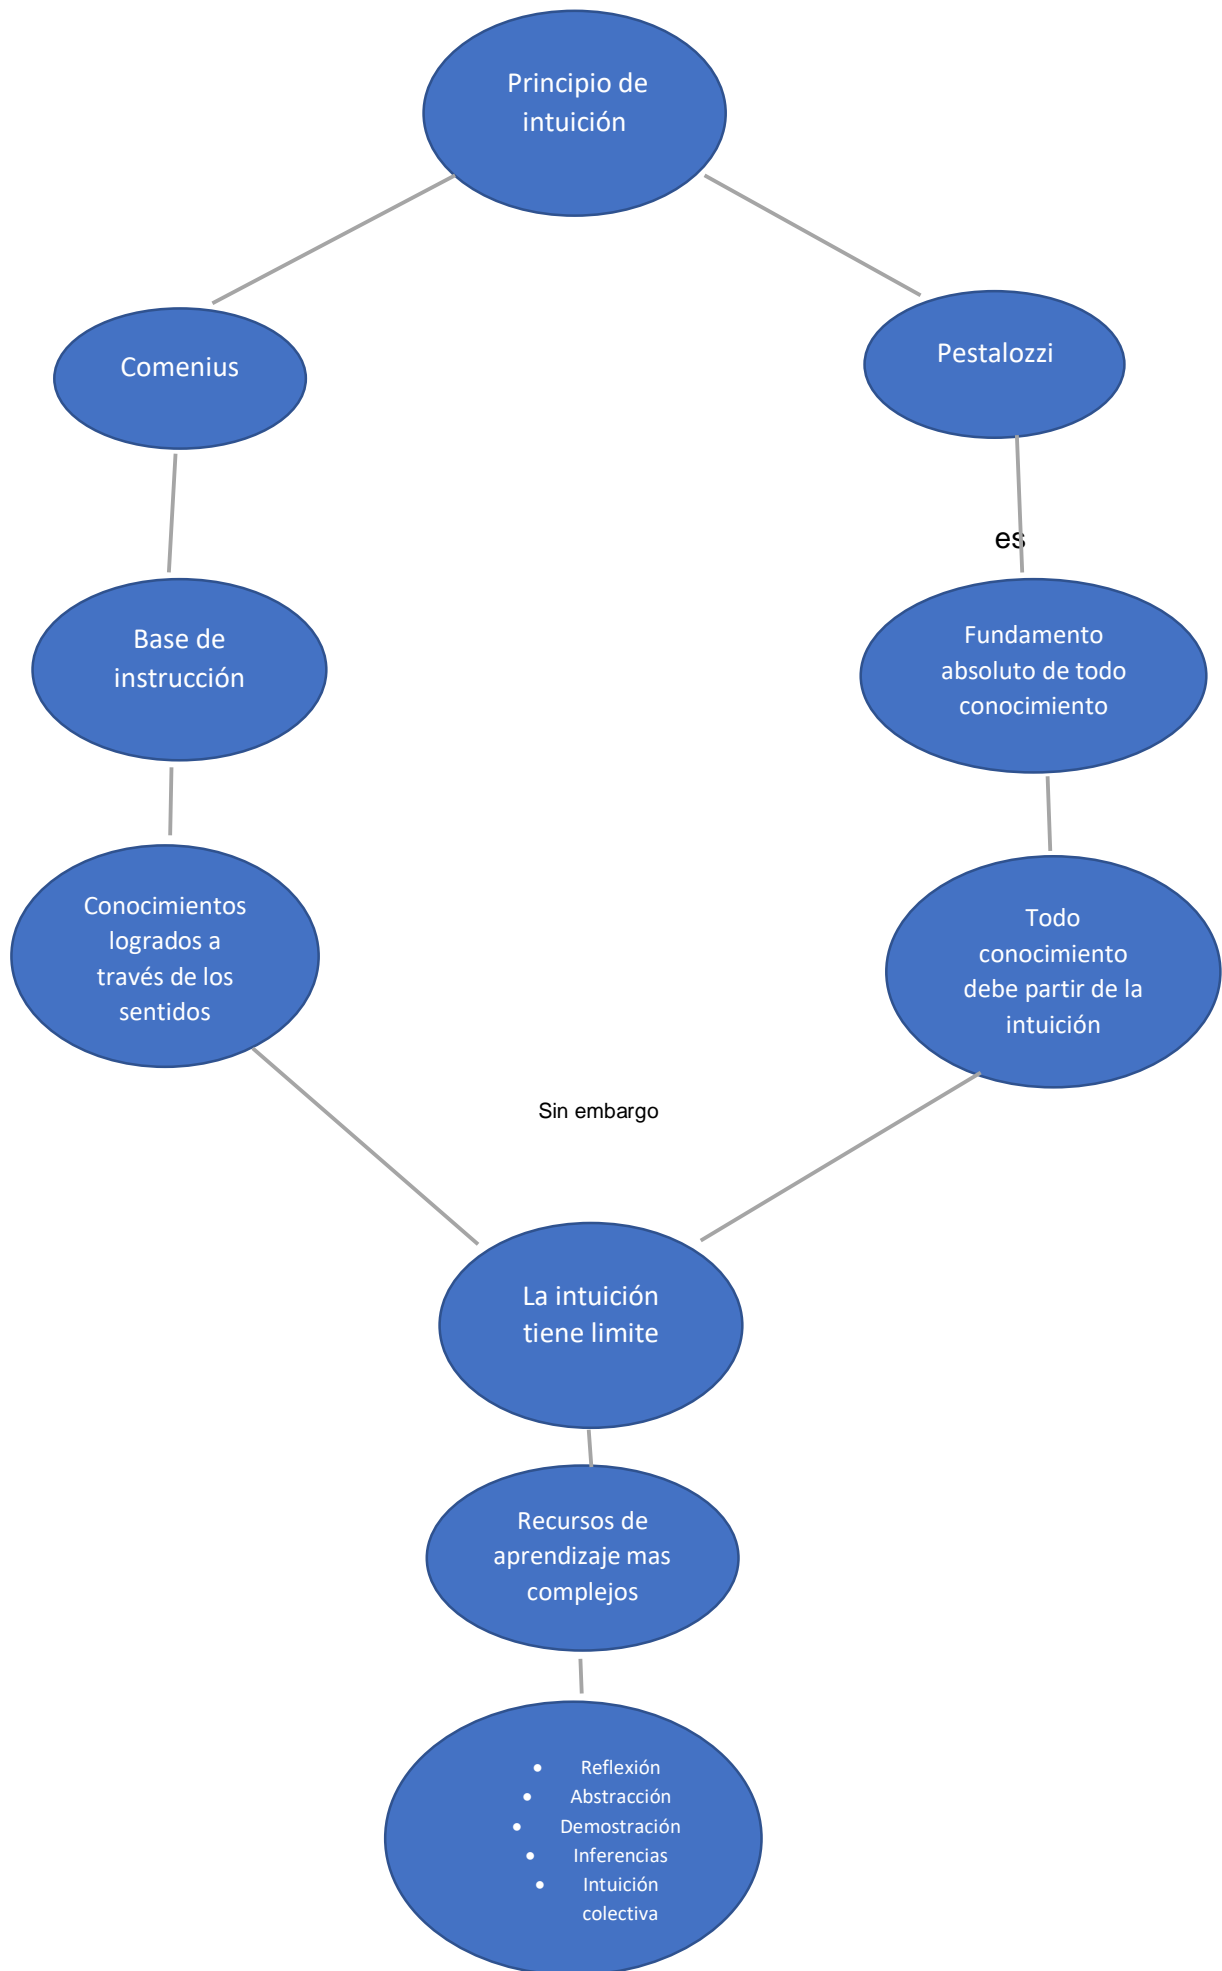 Principio de
intuición
Comenius
Pestalozzi
es
Base de
instrucción
Fundamento
absoluto de todo
conocimiento
Conocimientos
logrados a
través de los
sentidos
Todo
conocimiento
debe partir de la
intuición
Sin embargo
La intuición
tiene limite
Recursos de
aprendizaje mas
complejos
• Reflexión
• Abstracción
• Demostración
• Inferencias
• Intuición
colectiva